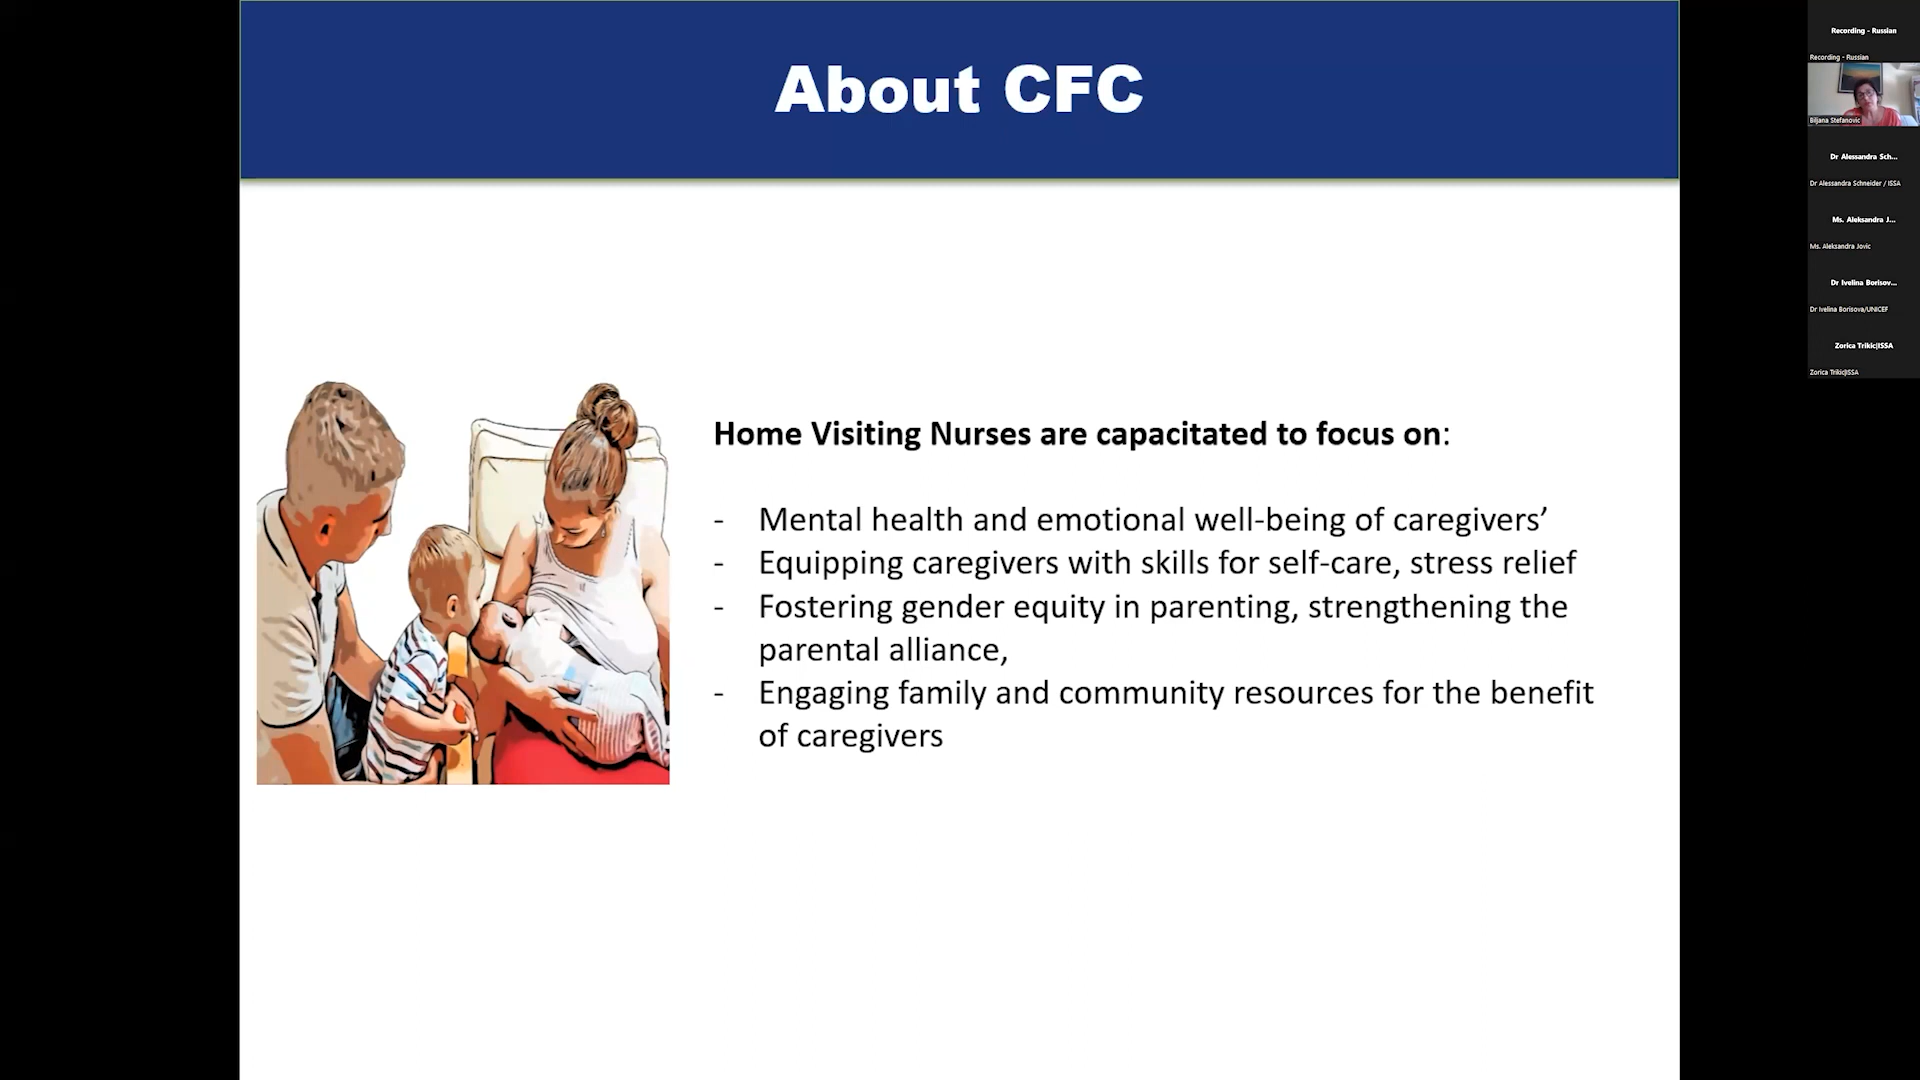 About CFC
Home Visiting Nurses are capacitated to focus on:
- Mental health and emotional well-being of caregivers’
- Equipping caregivers with skills for self-care, stress relief
- Fostering gender equity in parenting, strengthening the
parental alliance,
- Engaging family and community resources for the benefit
of caregivers
Recording - Russian
Recording - Russian
Biljana Stefanovic
Dr Alessandra Sch...
Dr Alessandra Schneider / ISSA
Ms. Aleksandra J...
Ms. Aleksandra Jovic
Dr Ivelina Borisov...
Dr Ivelina Borisova/UNICEF
Zorica Trikic|ISSA
Zorica Trikic|ISSA